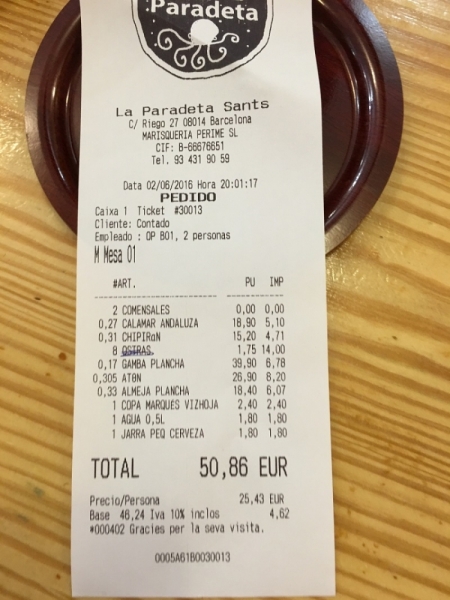 Paradeta
La Paradeta Sants
C/ Riego 27 08014 Barcelona
MARISQUERIA PERIME SL
CIF: B-66676651
Tel. 93 431 90 59
Data 02/06/2016 Hora 20:01:17
PEDIDO
Caixa 1 Ticket #30013
Cliente: Contado
Empleado : OP B01, 2 personas
M Mesa 01
#ART. PU IMP
2 COMENSALES 0,00 0,00
0,27 CALAMAR ANDALUZA 18,90 5,10
0,31 CHIPIRoN 15,20 4,71
8 OSTRAS. 1,75 14,00
0,17 GAMBA PLANCHA 39,90 6,78
0,305 ATúN 26,90 8,20
0,33 ALMEJA PLANCHA 18,40 6,07
1 COPA MARQUES VIZHOJA 2,40 2,40
1 AGUA 0,5L 1,80 1,80
1 JARRA PEQ CERVEZA 1,80 1,80
TOTAL 50,86 EUR
Precio/Persona 25,43 EUR
Base 46,24 Iva 10% inclos 4,62
*000402 Gracies per la seva visita.
0005A61B0030013